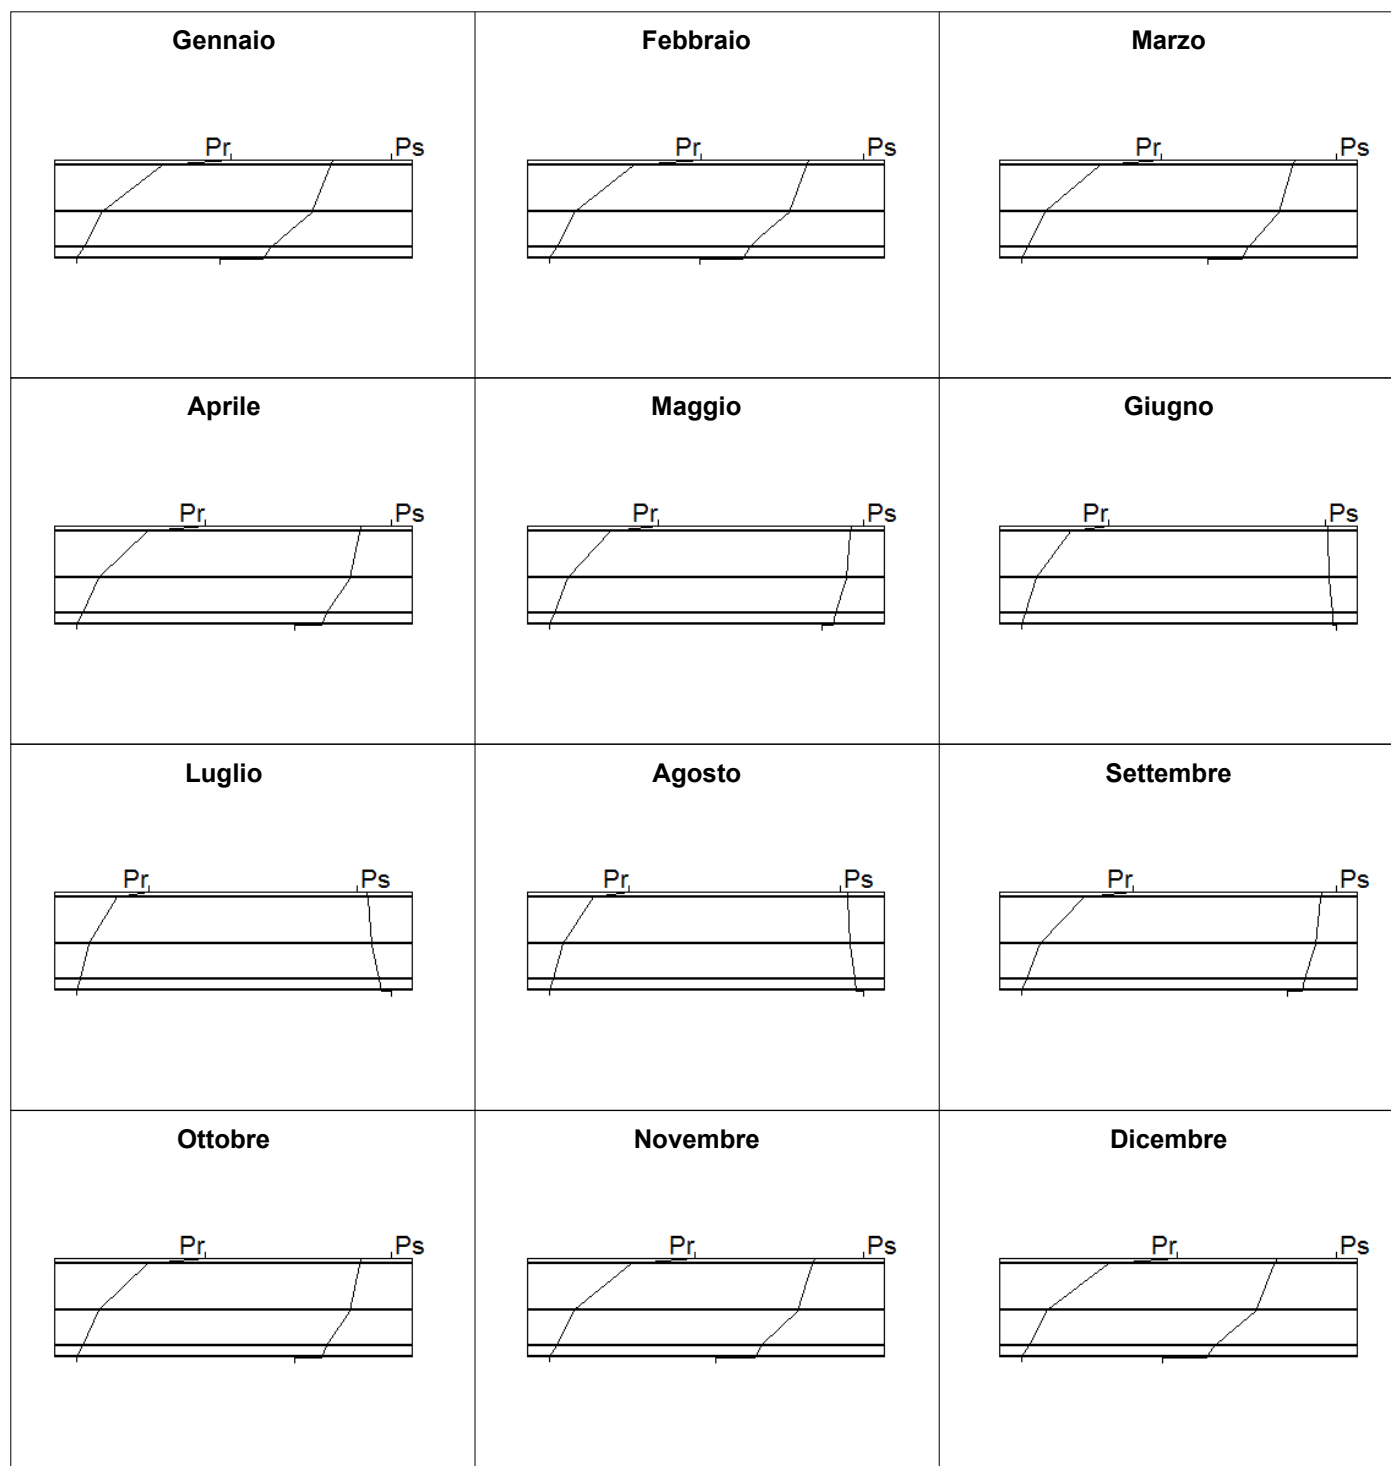 Gennaio Febbraio Marzo
Pr Ps Pr Ps Pr Ps
Aprile Maggio Giugno
Pr Ps Pr Ps Pr Ps
Luglio Agosto Settembre
Pr Ps Pr Ps Pr Ps
Ottobre Novembre Dicembre
Pr Ps Pr Ps Pr Ps